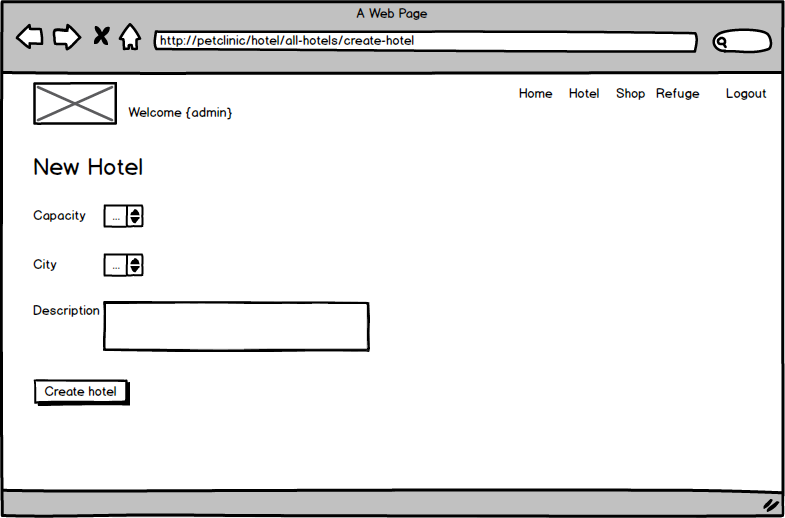 A Web Page
http://petclinic/hotel/all-hotels/create-hotel
Welcome {admin}
Home Hotel Shop Refuge Logout
New Hotel
Capacity ...
City ...
Description
Create hotel